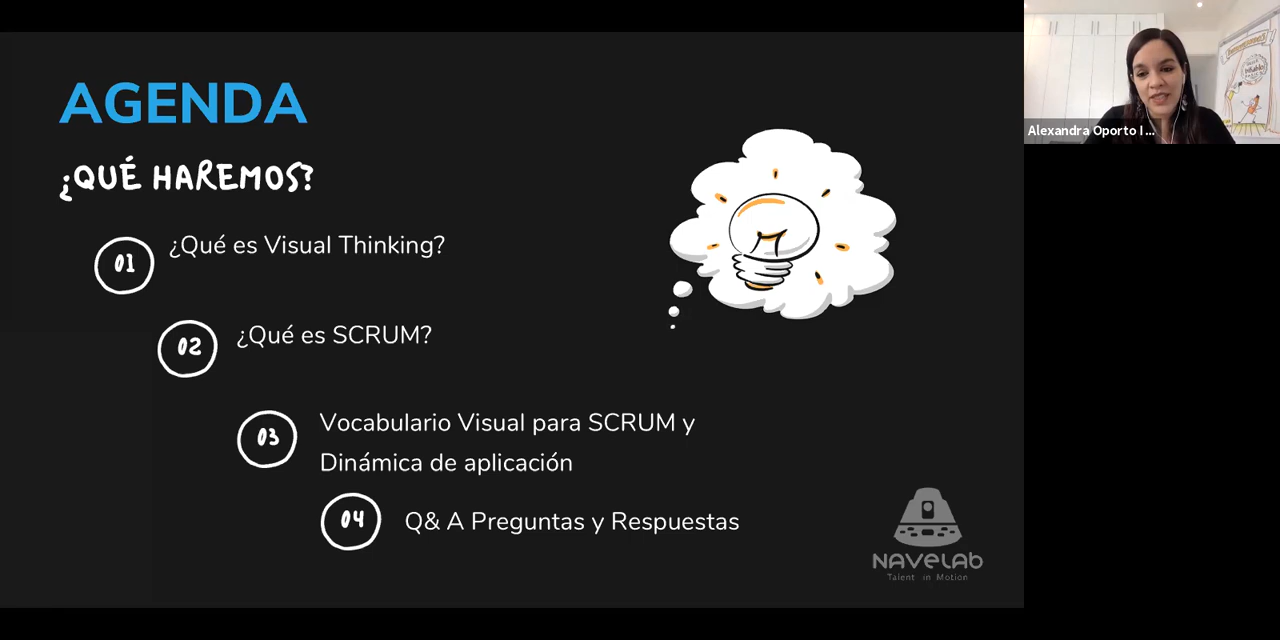 AGENDA
¿QUÉ HAREMOS?
01
¿Qué es Visual Thinking?
02
¿Qué es SCRUM?
03
Vocabulario Visual para SCRUM y
Dinámica de aplicación
04
Q& A Preguntas y Respuestas
NAVELAB
Talent in Motion
Alexandra Oporto I...